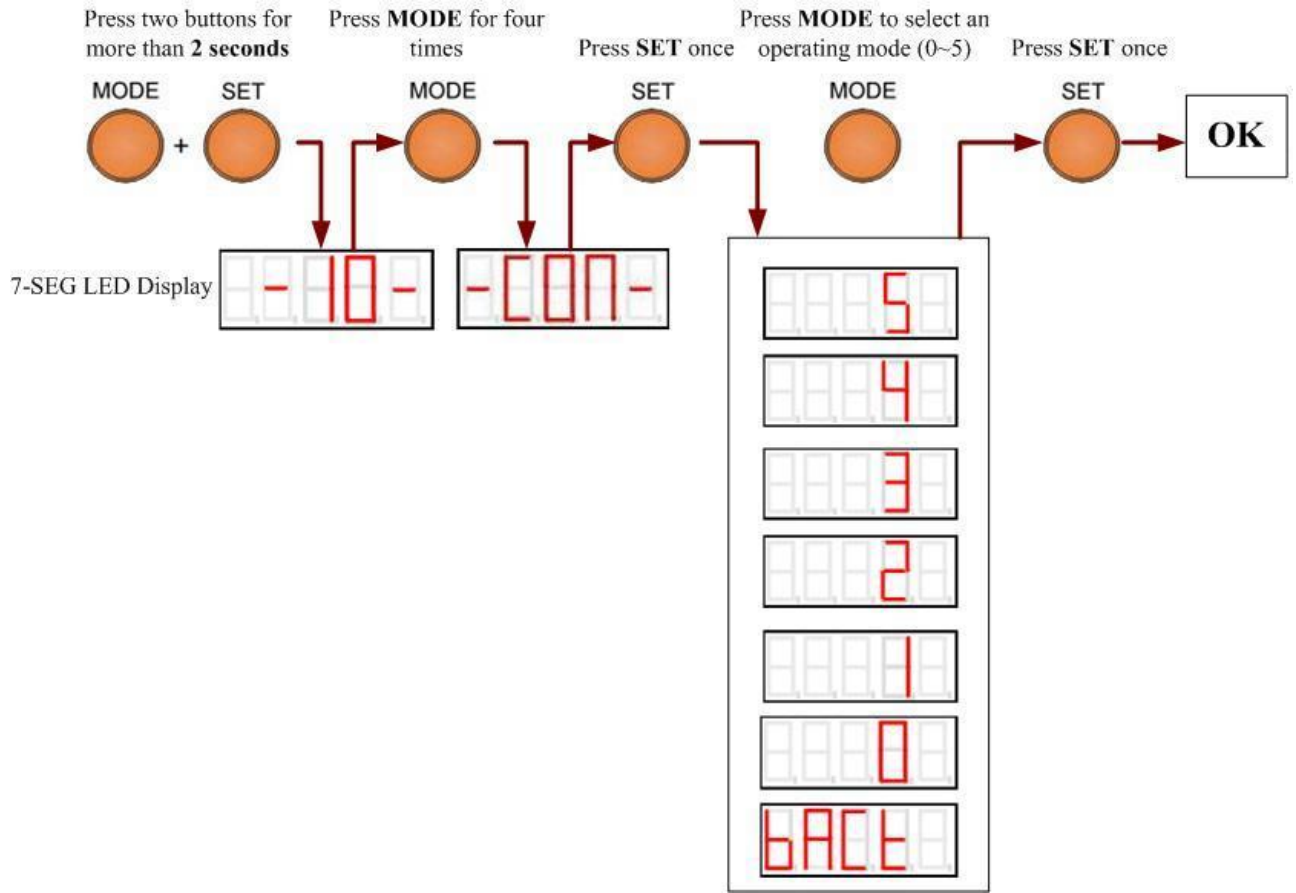 Press two buttons for
more than 2 seconds
Press MODE for four
times
Press SET once
Press MODE to select an
operating mode (0~5)
Press SET once
MODE
+
SET
MODE
SET
MODE
SET
OK
7-SEG LED Display
- 10 -
- CON -
5
4
3
2
1
0
bACt